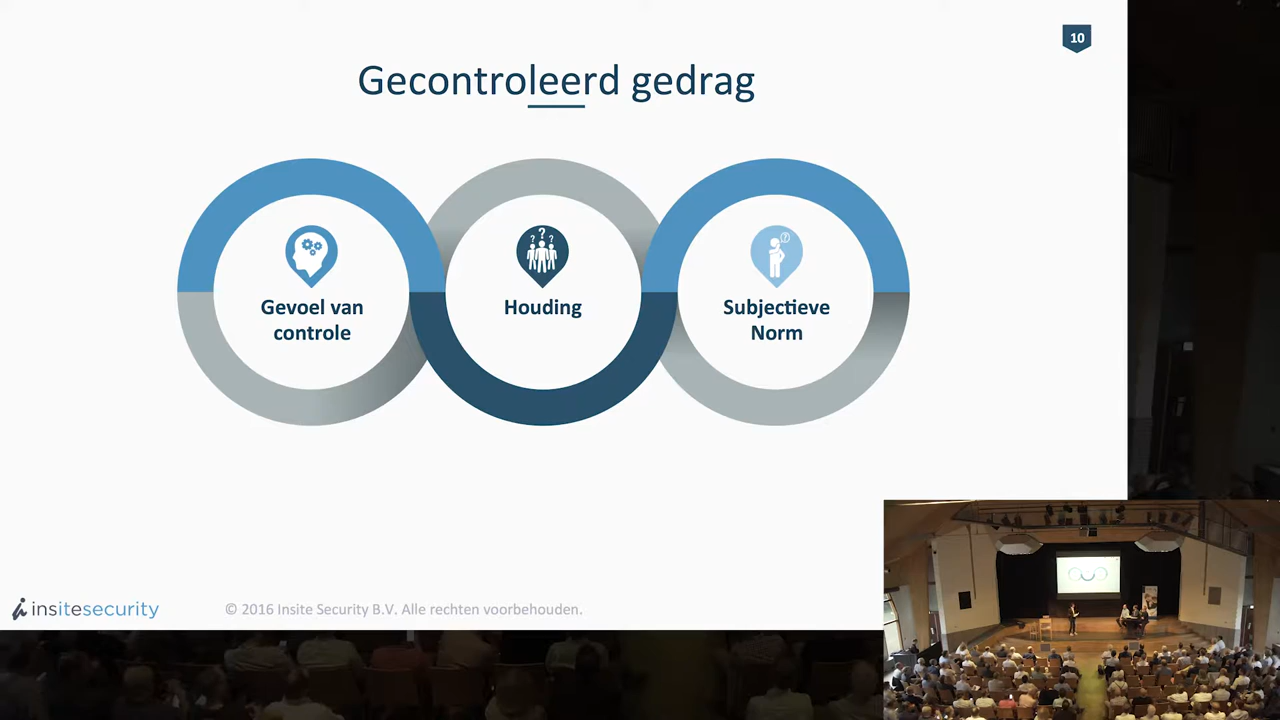 10
Gecontroleerd gedrag
Gevoel van
controle
Houding
Subjectieve
Norm
insitesecurity
© 2016 Insite Security B.V. Alle rechten voorbehouden.